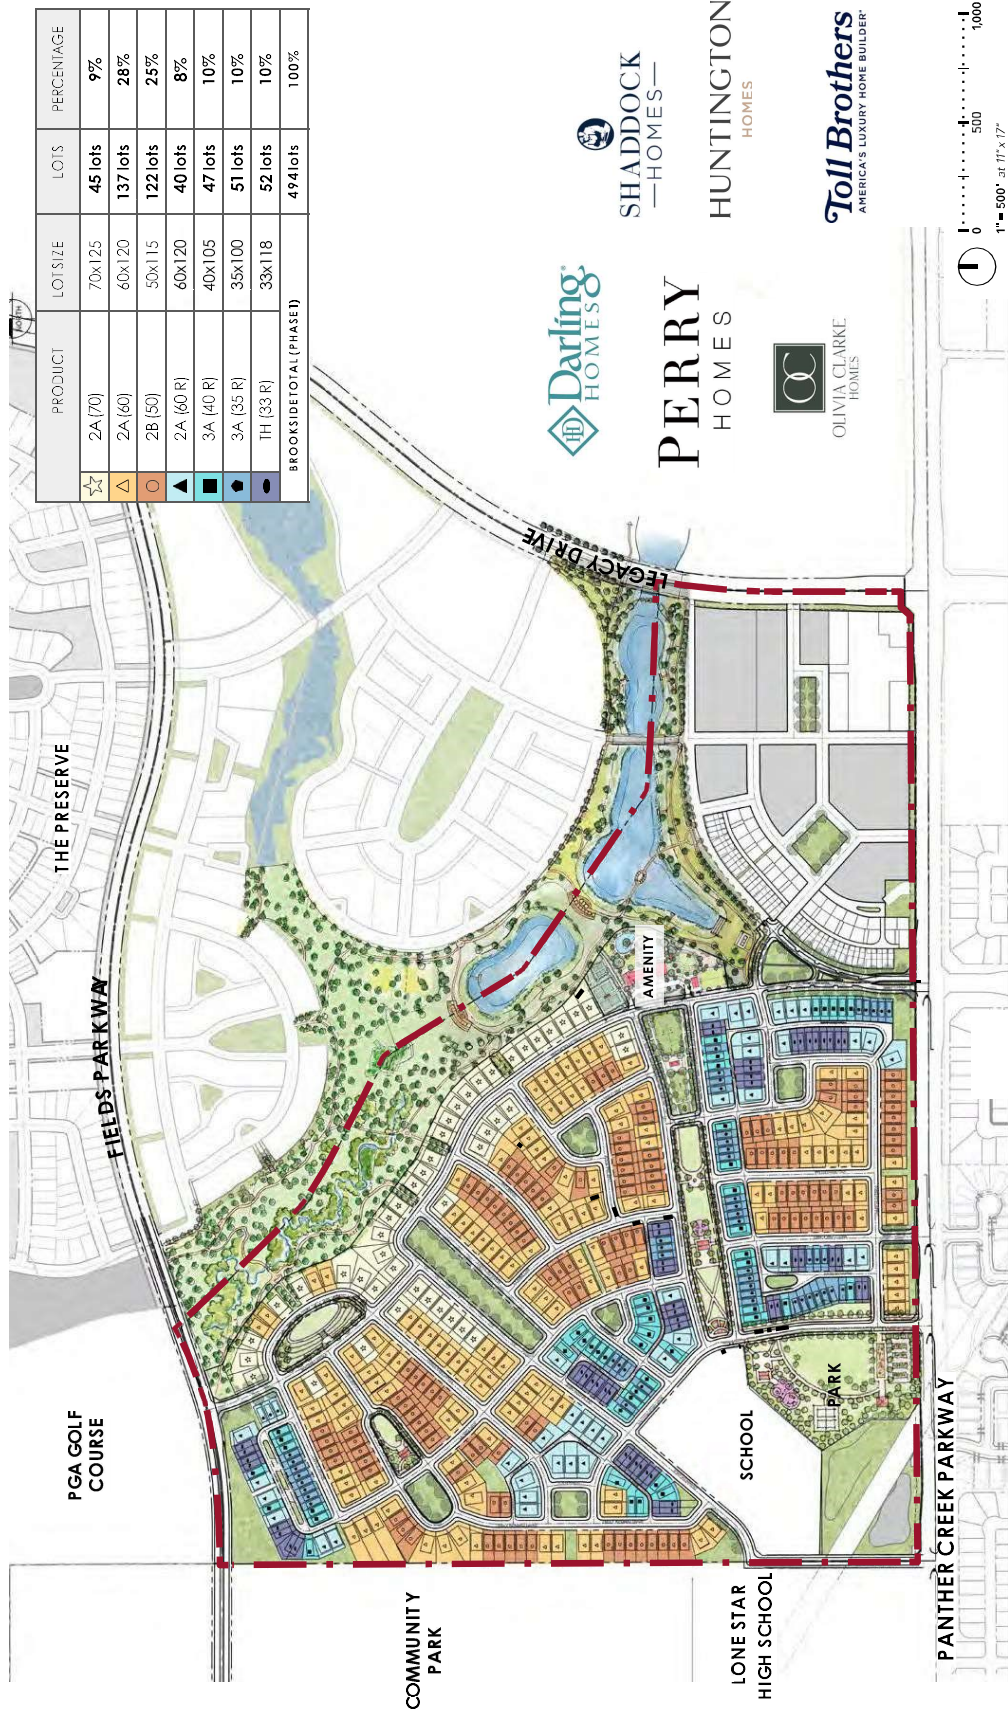 PRODUCT LOT SIZE LOTS PERCENTAGE
2A (70) 70x125 45 lots 9%
2A (60) 60x120 137 lots 28%
2B (50) 50x115 122 lots 25%
2A (60 R) 60x120 40 lots 8%
3A (40 R) 40x105 47 lots 10%
3A (35 R) 35x100 51 lots 10%
TH (33 R) 33x118 52 lots 10%
BROOKSIDE TOTAL (PHASE 1) 494 lots 100%
NORTH
THE PRESERVE
FIELDS PARKWAY
PGA GOLF
COURSE
LEGACY DRIVE
AMENITY
SCHOOL
PARK
COMMUNITY
PARK
LONE STAR
HIGH SCHOOL
PANTHER CREEK PARKWAY
HD
Darling
HOMES
SHADDOCK
HOMES
PERRY
HOMES
HUNTINGTON
HOMES
OC
OLIVIA CLARKE
HOMES
Toll Brothers
AMERICA'S LUXURY HOME BUILDER®
0 500 1,000
1" = 500' at 11" x 17"